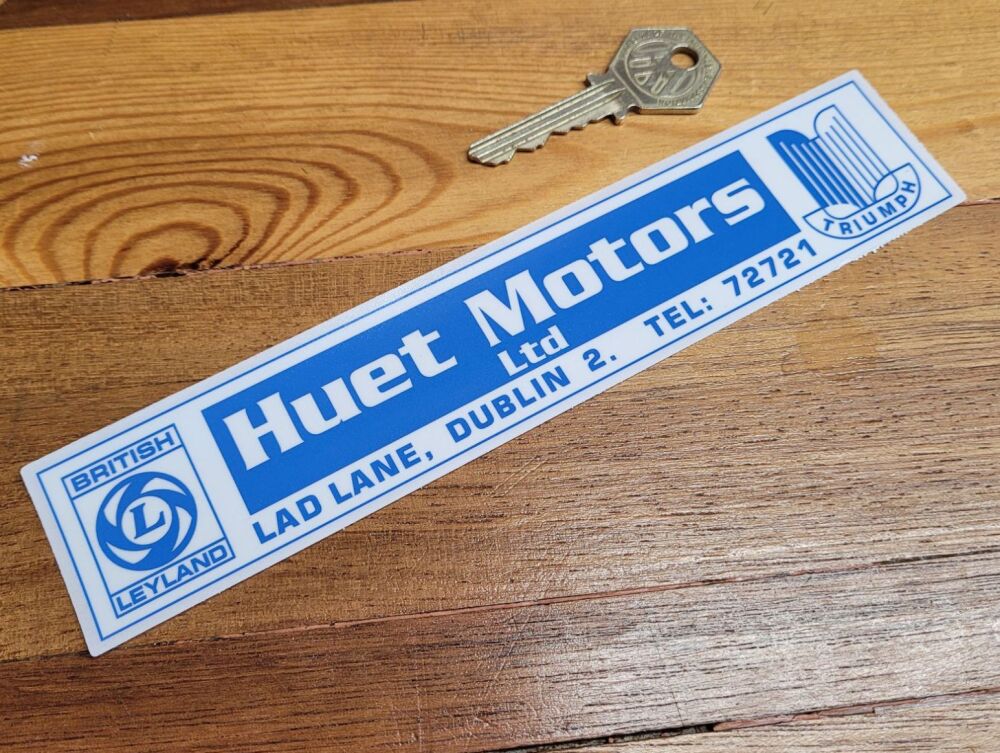 BRITISH
L
LEYLAND
Huet Motors
Ltd
LAD LANE, DUBLIN 2. TEL: 72721
TRIUMPH